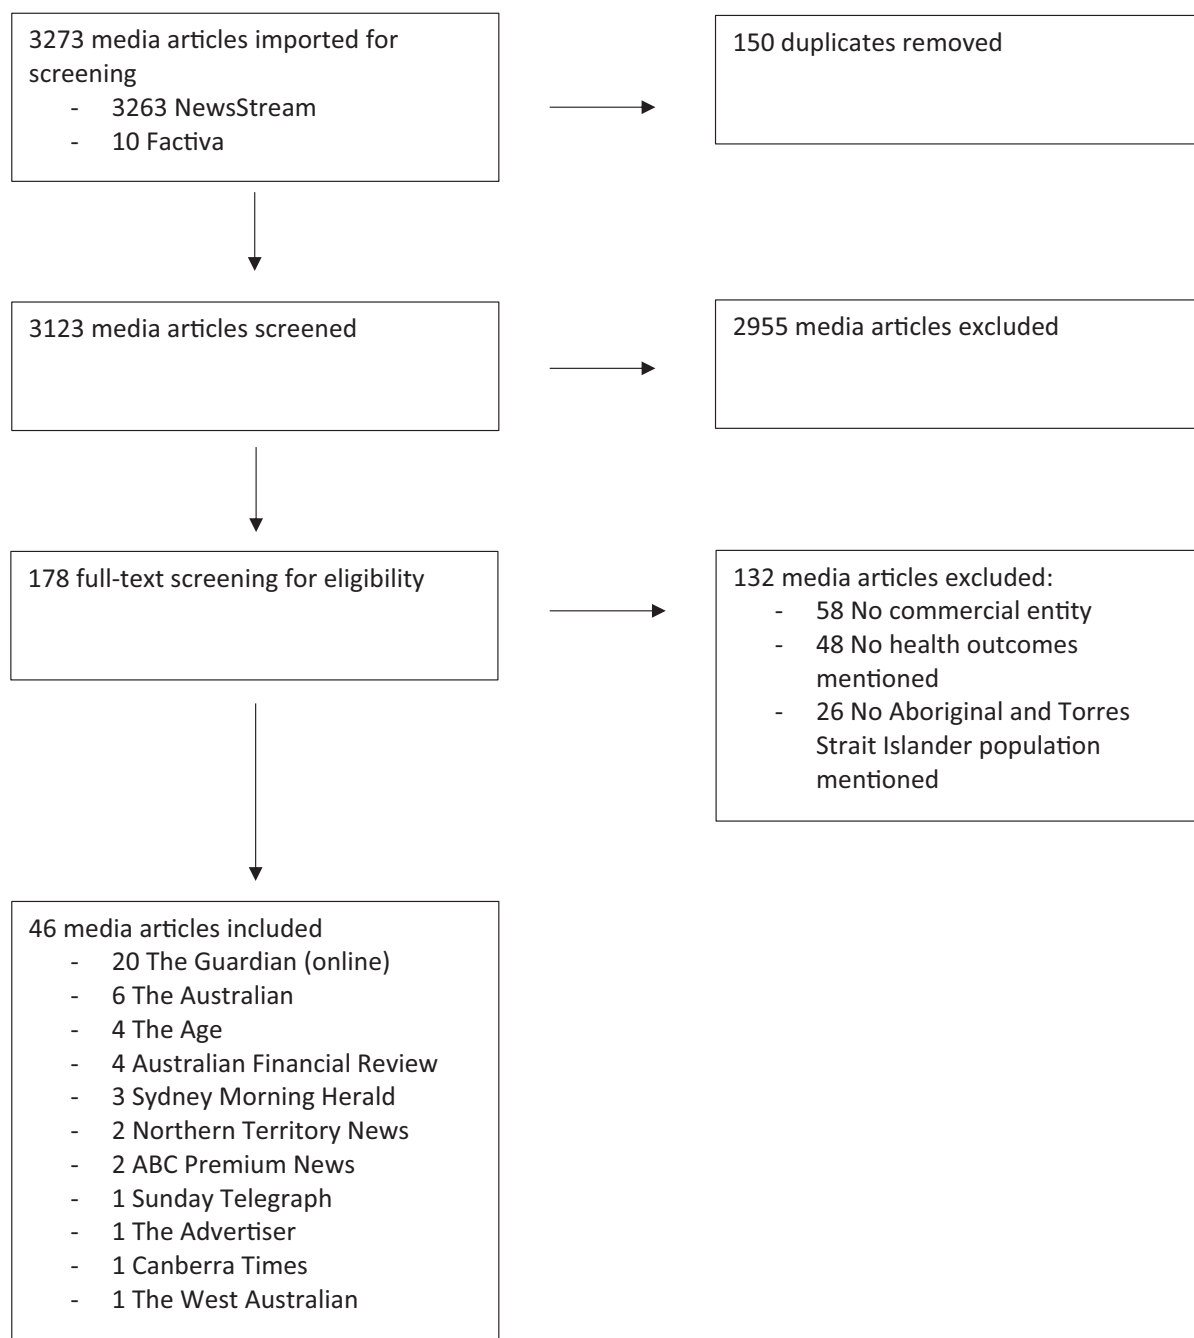 3273 media articles imported for
screening
- 3263 NewsStream
- 10 Factiva
150 duplicates removed
3123 media articles screened
2955 media articles excluded
178 full-text screening for eligibility
132 media articles excluded:
- 58 No commercial entity
- 48 No health outcomes
mentioned
- 26 No Aboriginal and Torres
Strait Islander population
mentioned
46 media articles included
- 20 The Guardian (online)
- 6 The Australian
- 4 The Age
- 4 Australian Financial Review
- 3 Sydney Morning Herald
- 2 Northern Territory News
- 2 ABC Premium News
- 1 Sunday Telegraph
- 1 The Advertiser
- 1 Canberra Times
- 1 The West Australian